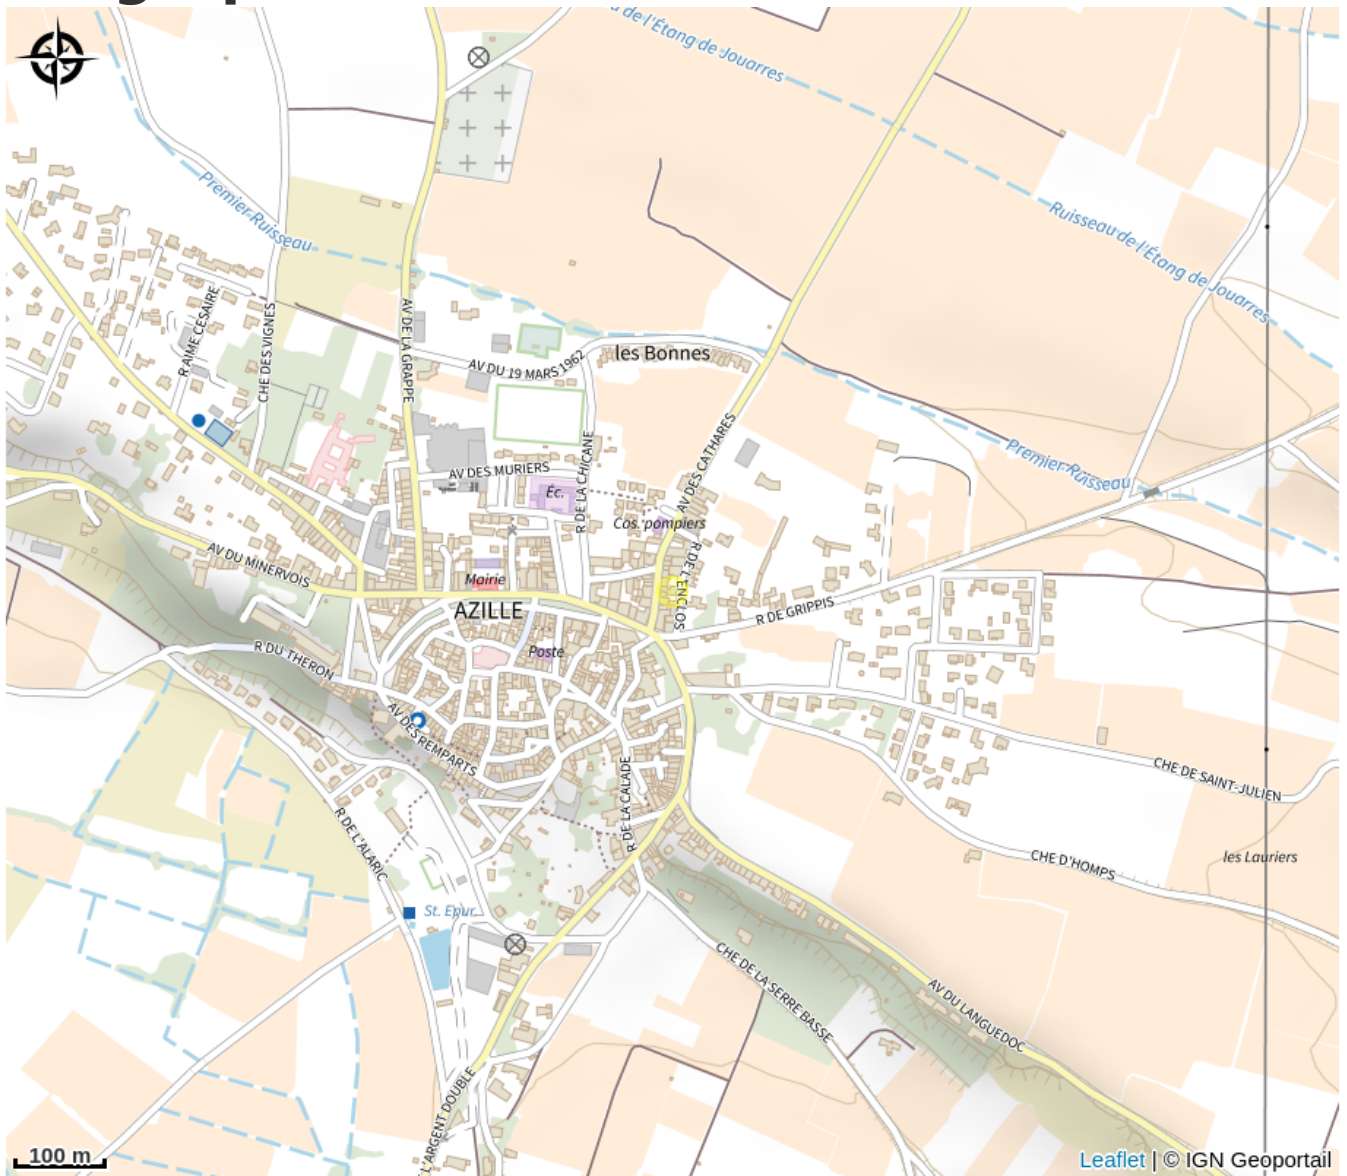 u de l'Étang de Jouarres
Premier Ruisseau
Ruisseau de l'Étang de Jouarres
R AIME CESAIRE
CHE DES VIGNES
AV DE LA GRAPPE
AV DU 19 MARS 1962
les Bonnes
AV DES CATHARES
R DE LA CHICANE
AV DES MURIERS
Éc.
Premier Ruisseau
Cos. pompiers
R DE L'ENCLOS
AV DU MINERVOIS
Mairie
AZILLE
R DE GRIPPIS
R DU THERON
Poste
AV DES REMPARTS
R DE LA CALADE
CHE DE SAINT-JULIEN
R DE L'ALARIC
CHE D'HOMPS
les Lauriers
St. Epur.
CHE DE LA SERRE BASSE
AV DU LANGUEDOC
L'ARGENT DOUBLE
100 m
Leaflet | © IGN Geoportail